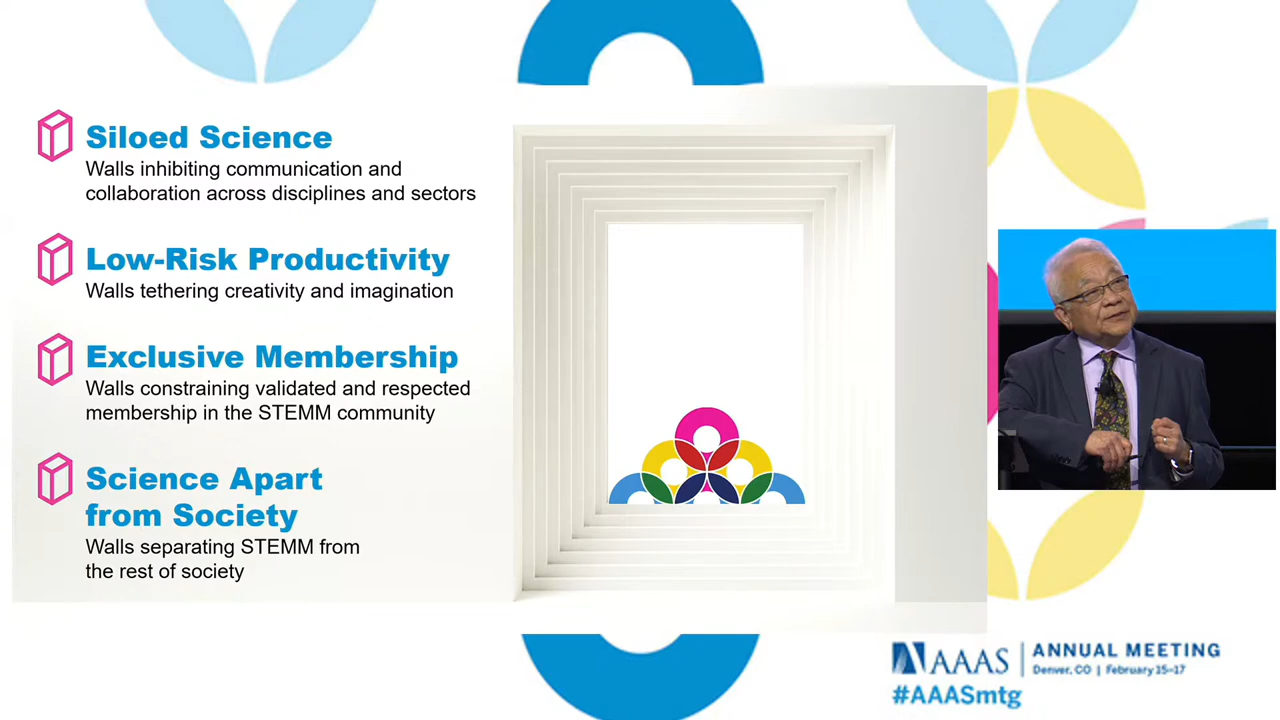 Siloed Science
Walls inhibiting communication and
collaboration across disciplines and sectors
Low-Risk Productivity
Walls tethering creativity and imagination
Exclusive Membership
Walls constraining validated and respected
membership in the STEMM community
Science Apart
from Society
Walls separating STEMM from
the rest of society
AAAS
ANNUAL MEETING
Denver, CO | February 15–17
#AAASmtg